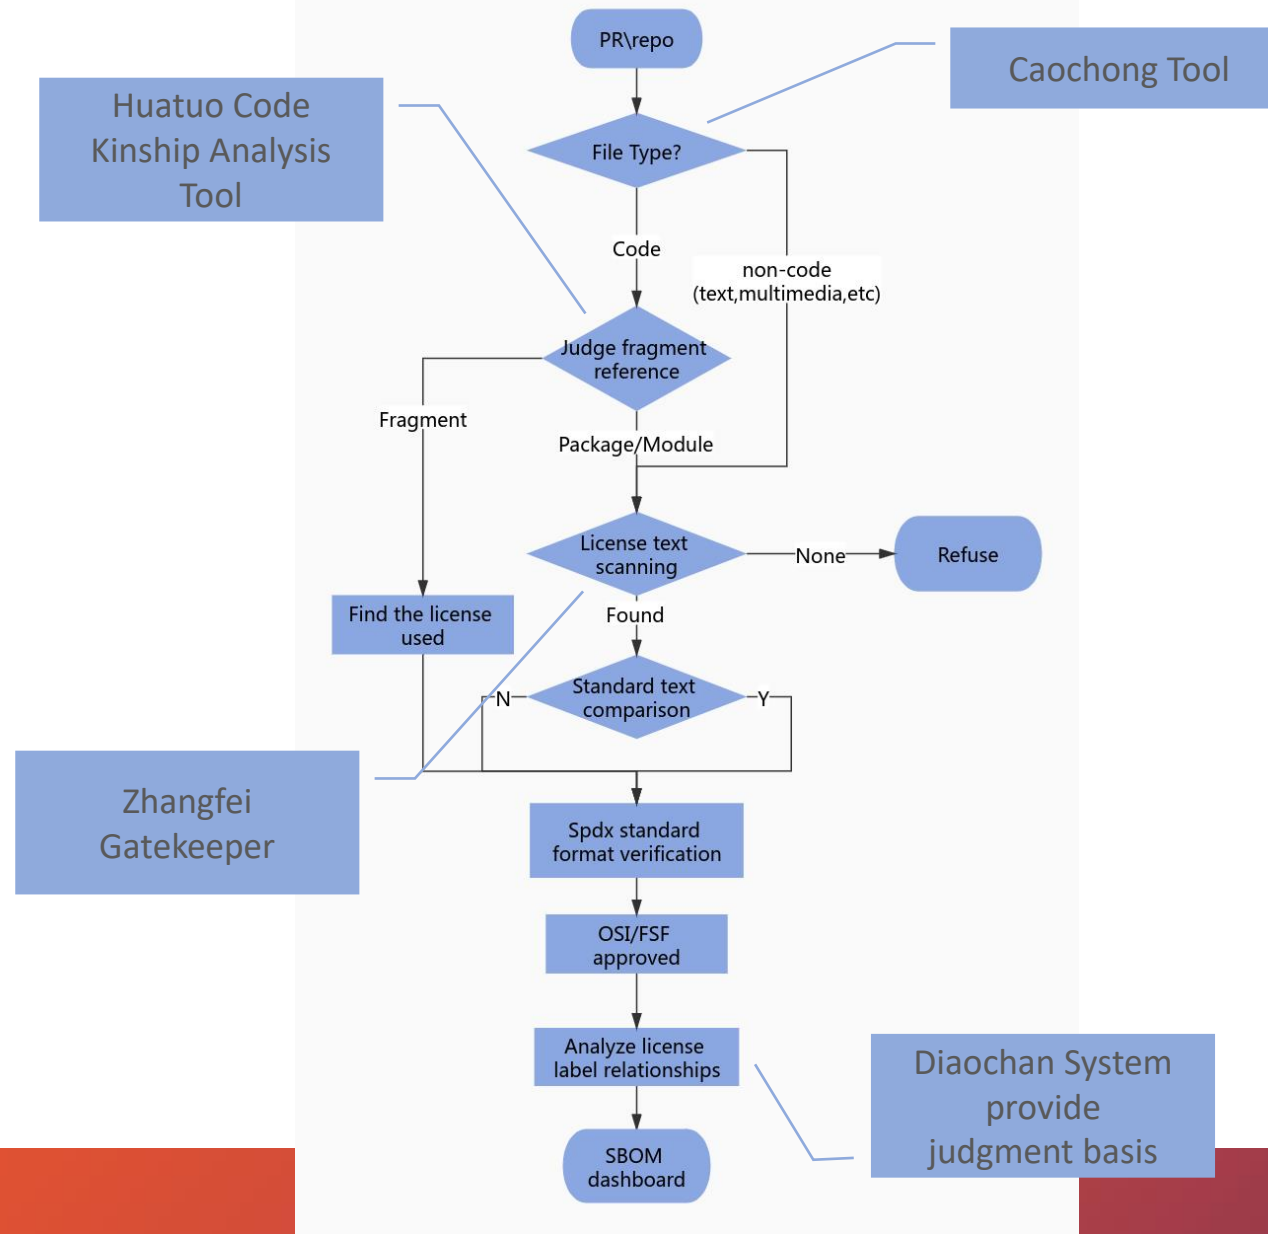 PR\repo
Caochong Tool
Huatuo Code
Kinship Analysis
Tool
File Type?
Code
non-code
(text,multimedia,etc)
Judge fragment
reference
Fragment
Package/Module
License text
scanning
None
Refuse
Find the license
used
Found
Standard text
comparison
N
Y
Zhangfei
Gatekeeper
Spdx standard
format verification
OSI/FSF
approved
Analyze license
label relationships
Diaochan System
provide
judgment basis
SBOM
dashboard